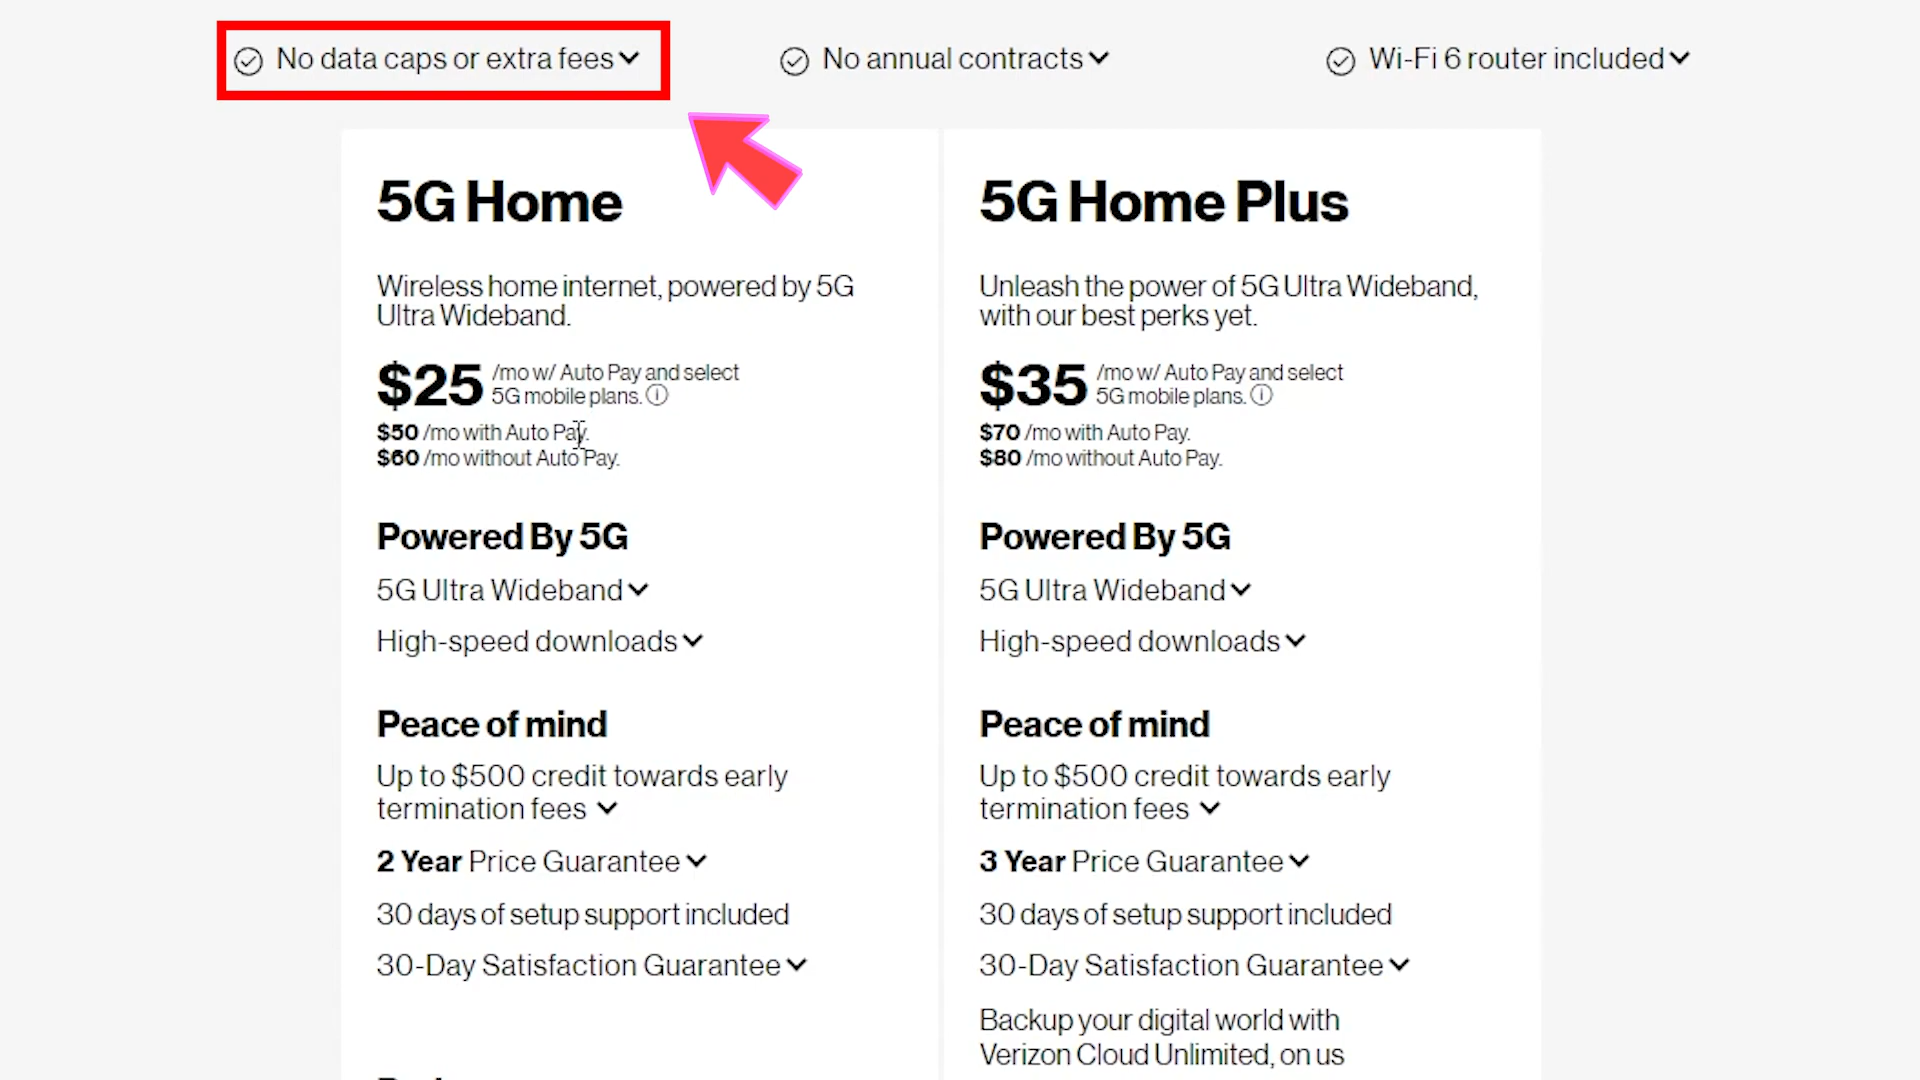 No data caps or extra fees
No annual contracts
Wi-Fi 6 router included
5G Home
Wireless home internet, powered by 5G
Ultra Wideband.
$25 /mo w/ Auto Pay and select
5G mobile plans.
$50 /mo with Auto Pay.
$60 /mo without Auto Pay.
Powered By 5G
5G Ultra Wideband
High-speed downloads
Peace of mind
Up to $500 credit towards early
termination fees
2 Year Price Guarantee
30 days of setup support included
30-Day Satisfaction Guarantee
5G Home Plus
Unleash the power of 5G Ultra Wideband,
with our best perks yet.
$35 /mo w/ Auto Pay and select
5G mobile plans.
$70 /mo with Auto Pay.
$80 /mo without Auto Pay.
Powered By 5G
5G Ultra Wideband
High-speed downloads
Peace of mind
Up to $500 credit towards early
termination fees
3 Year Price Guarantee
30 days of setup support included
30-Day Satisfaction Guarantee
Backup your digital world with
Verizon Cloud Unlimited, on us